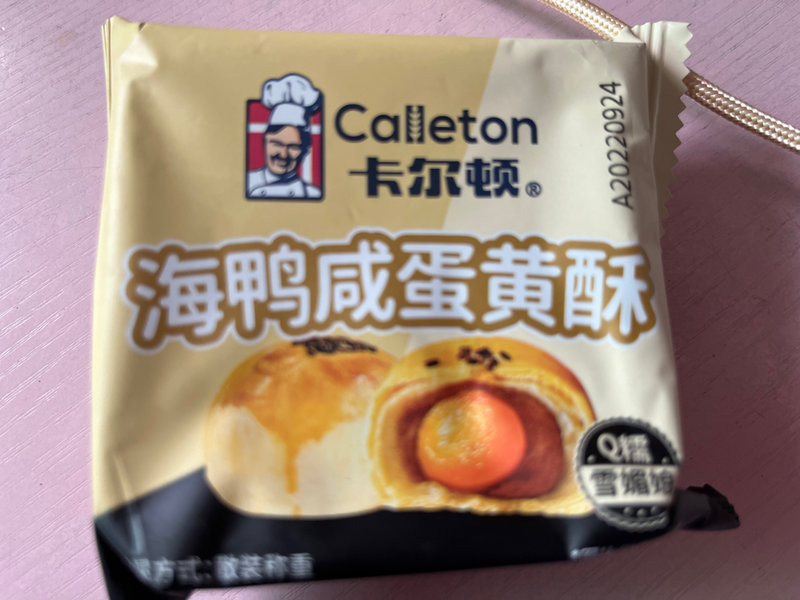 Calleton
卡尔顿®
A20220924
海鸭咸蛋黄酥
Q糯
雪媚娘
方式:散装称重